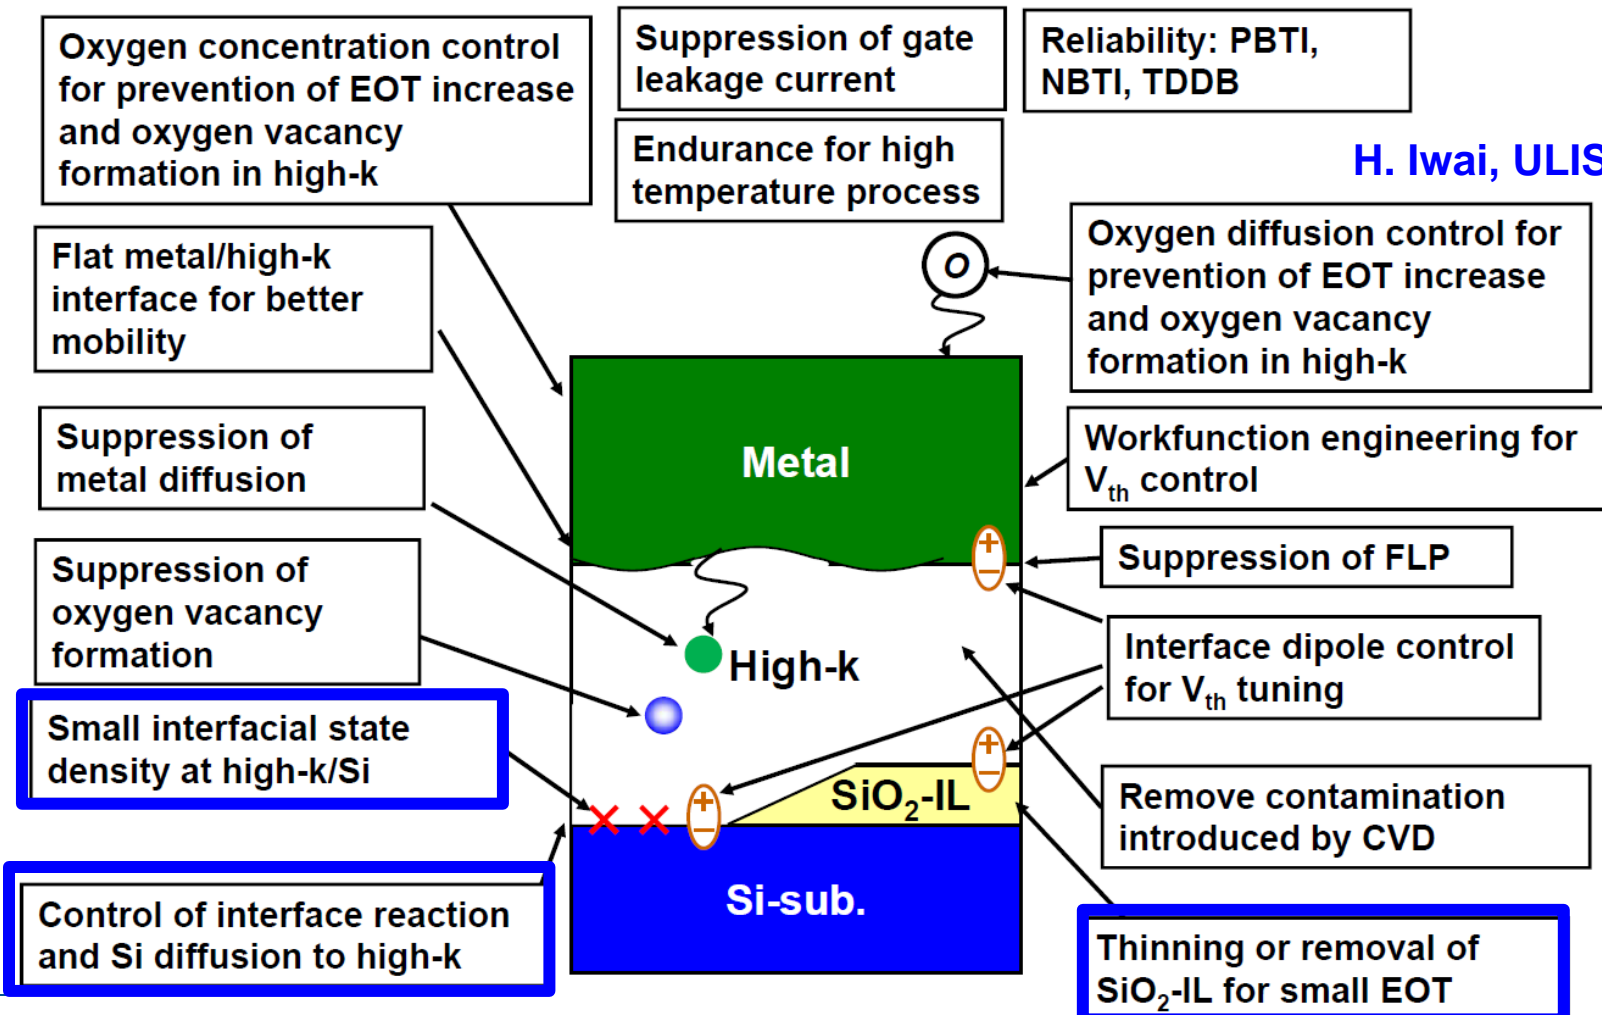 Oxygen concentration control
for prevention of EOT increase
and oxygen vacancy
formation in high-k
Suppression of gate
leakage current
Reliability: PBTI,
NBTI, TDDB
Endurance for high
temperature process
H. Iwai, ULIS
Flat metal/high-k
interface for better
mobility
O
Oxygen diffusion control for
prevention of EOT increase
and oxygen vacancy
formation in high-k
Suppression of
metal diffusion
Metal
Workfunction engineering for
Vth control
Suppression of
oxygen vacancy
formation
+
−
Suppression of FLP
High-k
Interface dipole control
for Vth tuning
Small interfacial state
density at high-k/Si
+
−
+
−
SiO2-IL
Remove contamination
introduced by CVD
Si-sub.
Control of interface reaction
and Si diffusion to high-k
Thinning or removal of
SiO2-IL for small EOT